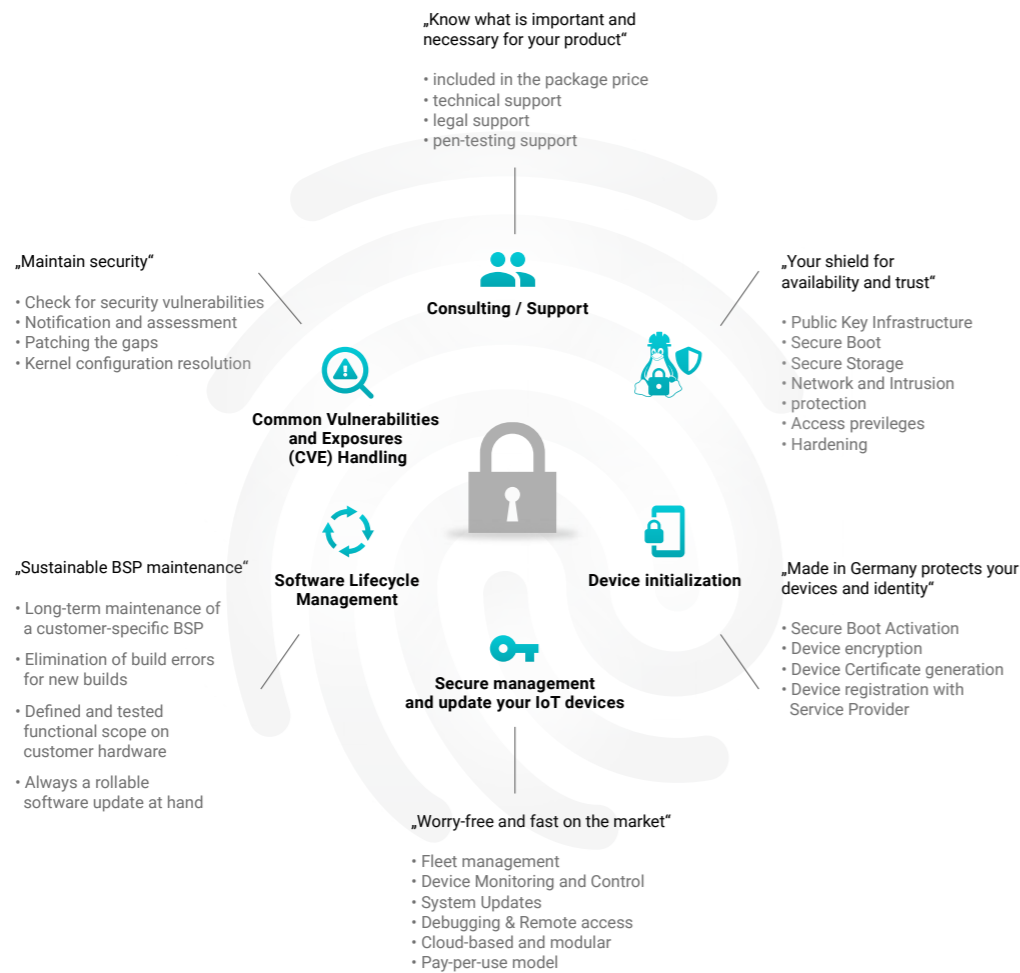 „Know what is important and
necessary for your product“
• included in the package price
• technical support
• legal support
• pen-testing support
Consulting / Support
„Maintain security“
• Check for security vulnerabilities
• Notification and assessment
• Patching the gaps
• Kernel configuration resolution
Common Vulnerabilities
and Exposures
(CVE) Handling
„Your shield for
availability and trust“
• Public Key Infrastructure
• Secure Boot
• Secure Storage
• Network and Intrusion
• protection
• Access previleges
• Hardening
„Sustainable BSP maintenance“
• Long-term maintenance of
a customer-specific BSP
• Elimination of build errors
for new builds
• Defined and tested
functional scope on
customer hardware
• Always a rollable
software update at hand
Software Lifecycle
Management
Device initialization
„Made in Germany protects your
devices and identity“
• Secure Boot Activation
• Device encryption
• Device Certificate generation
• Device registration with
Service Provider
Secure management
and update your IoT devices
„Worry-free and fast on the market“
• Fleet management
• Device Monitoring and Control
• System Updates
• Debugging & Remote access
• Cloud-based and modular
• Pay-per-use model